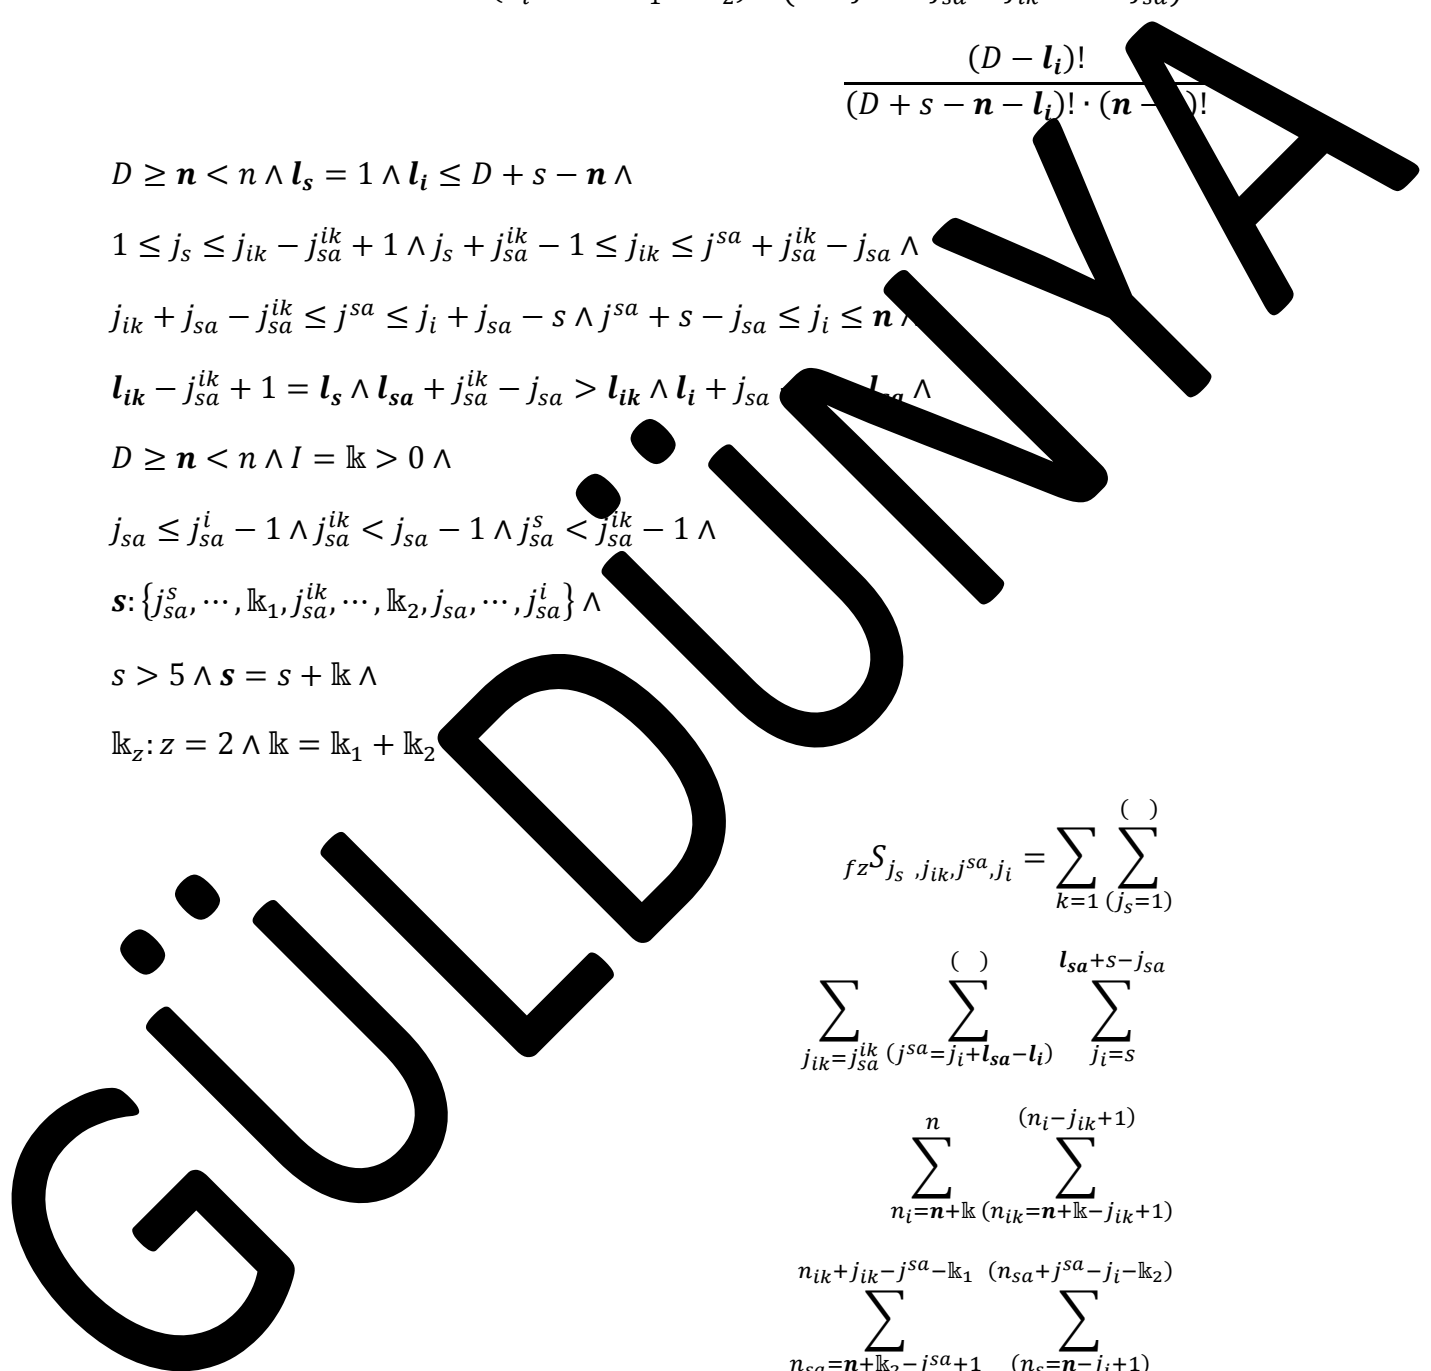 (D − l_i)!
(D + s − n − l_i)! · (n − )!
D ≥ n < n ∧ l_s = 1 ∧ l_i ≤ D + s − n ∧
1 ≤ j_s ≤ j_ik − j_sa^ik + 1 ∧ j_s + j_sa^ik − 1 ≤ j_ik ≤ j^sa + j_sa^ik − j_sa ∧
j_ik + j_sa − j_sa^ik ≤ j^sa ≤ j_i + j_sa − s ∧ j^sa + s − j_sa ≤ j_i ≤ n ∧
l_ik − j_sa^ik + 1 = l_s ∧ l_sa + j_sa^ik − j_sa > l_ik ∧ l_i + j_sa l_sa ∧
D ≥ n < n ∧ I = 𝕜 > 0 ∧
j_sa ≤ j_sa^i − 1 ∧ j_sa^ik < j_sa − 1 ∧ j_sa^s < j_sa^ik − 1 ∧
s: {j_sa^s, ⋯, 𝕜_1, j_sa^ik, ⋯, 𝕜_2, j_sa, ⋯, j_sa^i} ∧
s > 5 ∧ s = s + 𝕜 ∧
𝕜_z: z = 2 ∧ 𝕜 = 𝕜_1 + 𝕜_2
GÜLDÜNYA
( )
fzS_{j_s ,j_ik,j^sa,j_i} = ∑ ∑
k=1 (j_s=1)
( ) l_sa+s−j_sa
∑ ∑ ∑
j_ik=j_sa^ik (j^sa=j_i+l_sa−l_i) j_i=s
n (n_i−j_ik+1)
∑ ∑
n_i=n+𝕜 (n_ik=n+𝕜−j_ik+1)
n_ik+j_ik−j^sa−𝕜_1 (n_sa+j^sa−j_i−𝕜_2)
∑ ∑
n_sa=n+𝕜_2−j^sa+1 (n_s=n−j_i+1)